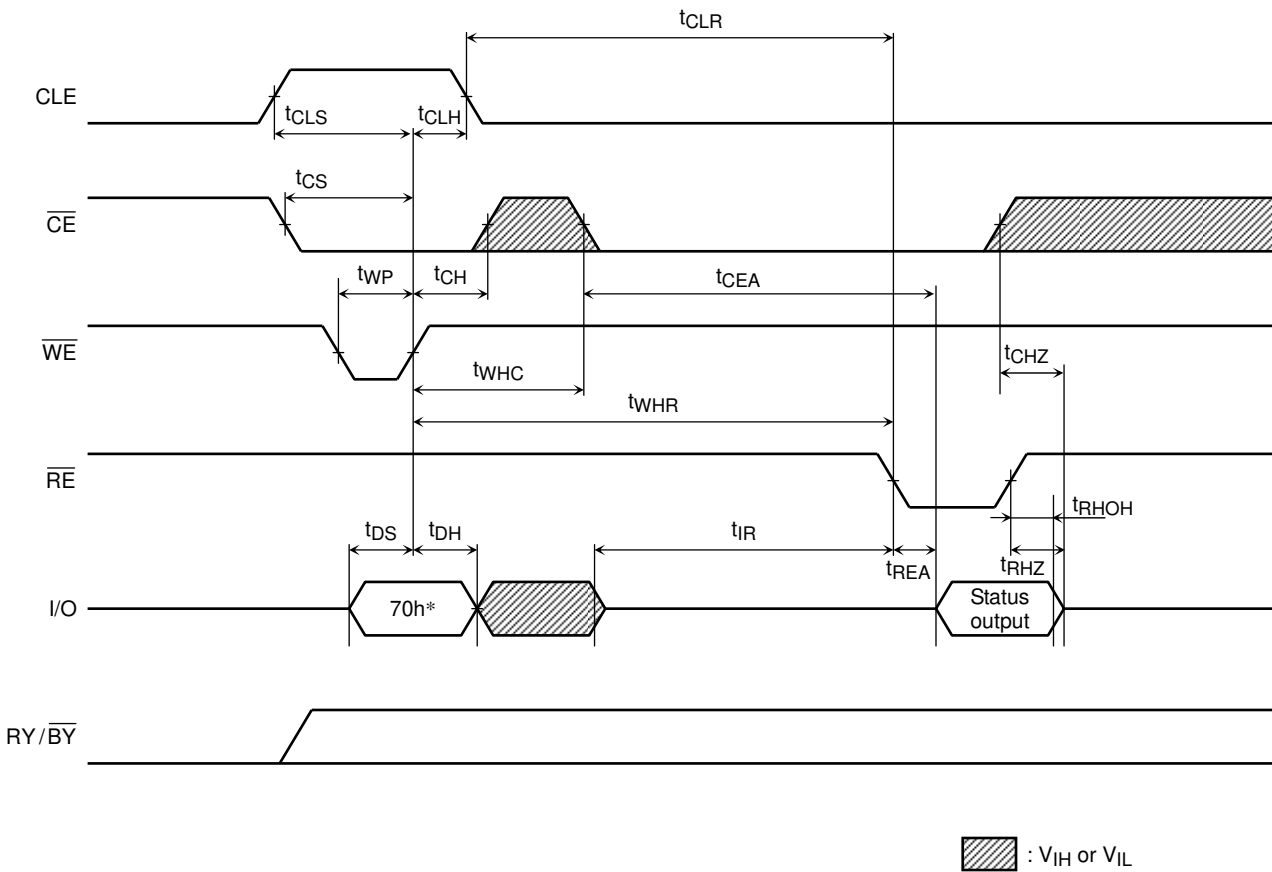 tCLR
CLE
tCLS
tCLH
tCS
CE
tWP
tCH
tCEA
WE
tCHZ
tWHC
tWHR
RE
tRHOH
tDS
tDH
tIR
tREA
tRHZ
I/O
70h*
Status
output
RY/BY
: VIH or VIL